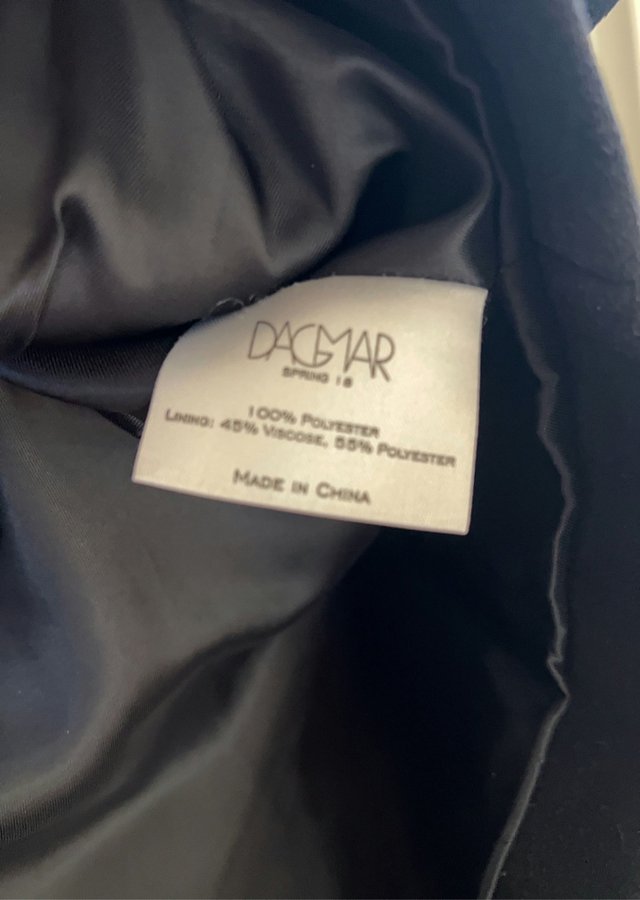 DAGMAR
SPRING 18
100% POLYESTER
LINING: 45% VISCOSE, 55% POLYESTER
MADE IN CHINA